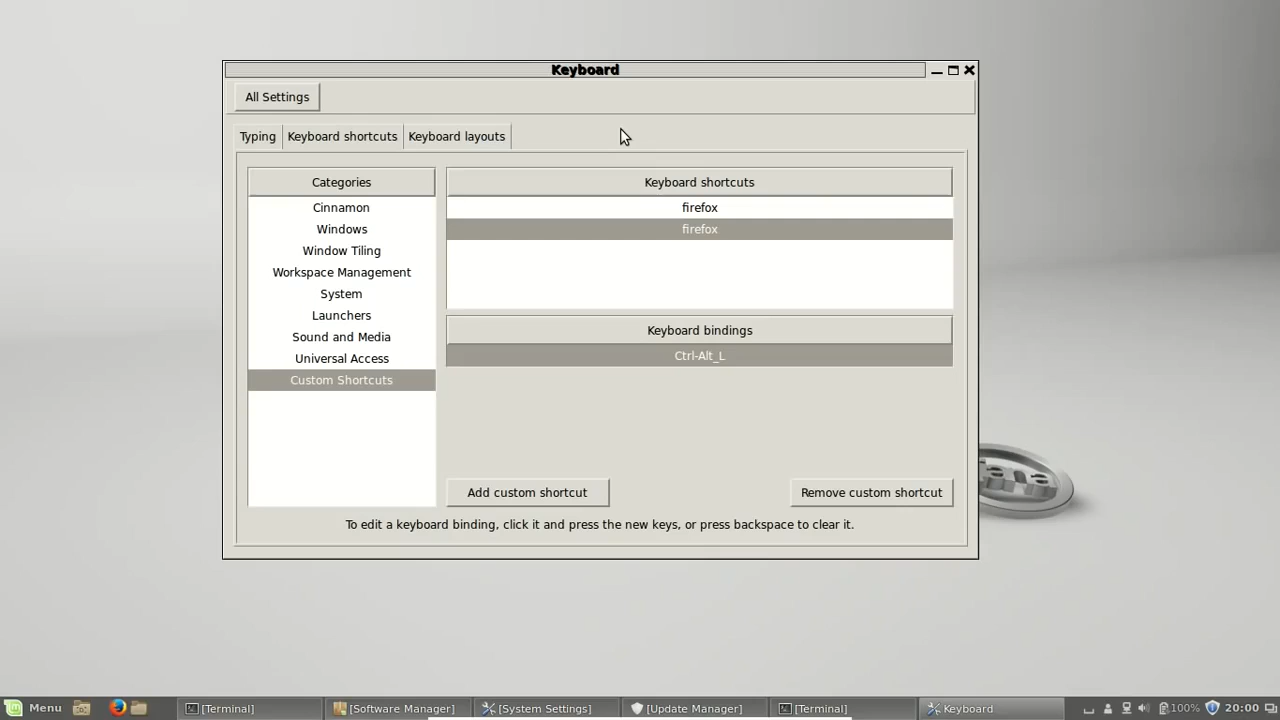 Keyboard
All Settings
Typing
Keyboard shortcuts
Keyboard layouts
Categories
Cinnamon
Windows
Window Tiling
Workspace Management
System
Launchers
Sound and Media
Universal Access
Custom Shortcuts
Keyboard shortcuts
firefox
firefox
Keyboard bindings
Ctrl-Alt_L
Add custom shortcut
Remove custom shortcut
To edit a keyboard binding, click it and press the new keys, or press backspace to clear it.
Menu
[Terminal]
[Software Manager]
[System Settings]
[Update Manager]
[Terminal]
Keyboard
100%
20:00